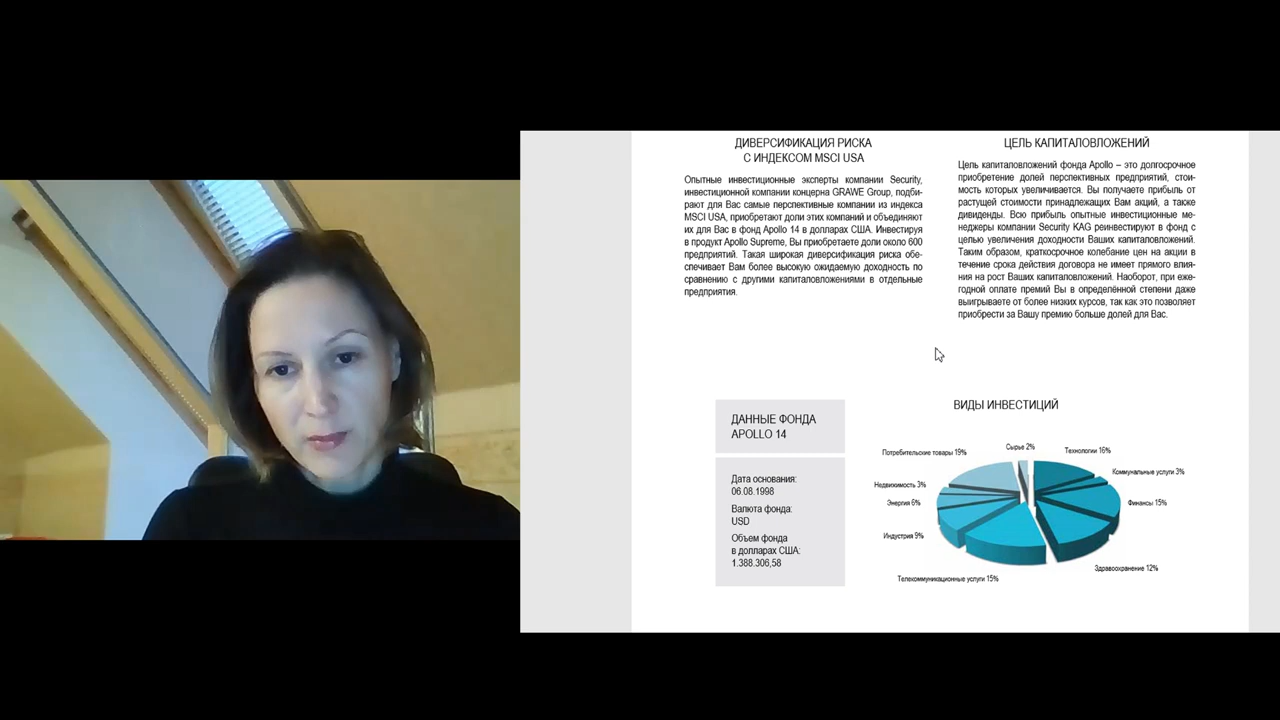 ДИВЕРСИФИКАЦИЯ РИСКА
С ИНДЕКСОМ MSCI USA
Опытные инвестиционные эксперты компании Security,
инвестиционной компании концерна GRAWE Group, подби-
рают для Вас самые перспективные компании из индекса
MSCI USA, приобретают доли этих компаний и объединяют
их для Вас в фонд Apollo 14 в долларах США. Инвестируя
в продукт Apollo Supreme, Вы приобретаете доли около 600
предприятий. Такая широкая диверсификация риска обе-
спечивает Вам более высокую ожидаемую доходность по
сравнению с другими капиталовложениями в отдельные
предприятия.
ЦЕЛЬ КАПИТАЛОВЛОЖЕНИЙ
Цель капиталовложений фонда Apollo – это долгосрочное
приобретение долей перспективных предприятий, стои-
мость которых увеличивается. Вы получаете прибыль от
растущей стоимости принадлежащих Вам акций, а также
дивиденды. Всю прибыль опытные инвестиционные ме-
неджеры компании Security KAG реинвестируют в фонд с
целью увеличения доходности Ваших капиталовложений.
Таким образом, краткосрочное колебание цен на акции в
течение срока действия договора не имеет прямого влия-
ния на рост Ваших капиталовложений. Наоборот, при еже-
годной оплате премий Вы в определённой степени даже
выигрываете от более низких курсов, так как это позволяет
приобрести за Вашу премию больше долей для Вас.
ДАННЫЕ ФОНДА
APOLLO 14
Дата основания:
06.08.1998
Валюта фонда:
USD
Объем фонда
в долларах США:
1.388.306,58
ВИДЫ ИНВЕСТИЦИЙ
Сырье 2%
Технологии 16%
Потребительские товары 19%
Коммунальные услуги 3%
Недвижимость 3%
Энергия 6%
Финансы 15%
Индустрия 9%
Здравоохранение 12%
Телекоммуникационные услуги 15%